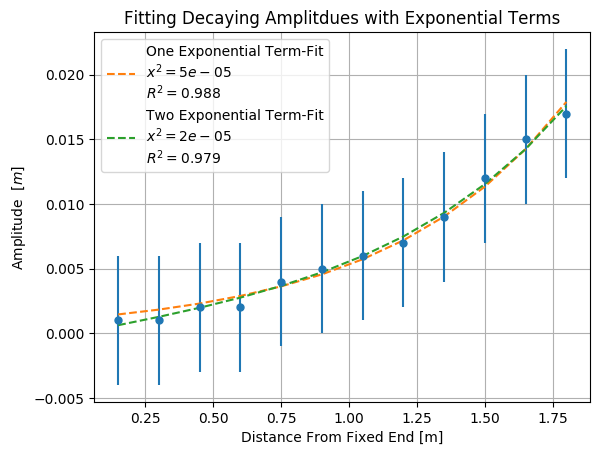 Fitting Decaying Amplitdues with Exponential Terms
One Exponential Term-Fit
x² = 5e − 05
R² = 0.988
Two Exponential Term-Fit
x² = 2e − 05
R² = 0.979
Amplitude [m]
0.020
0.015
0.010
0.005
0.000
−0.005
0.25 0.50 0.75 1.00 1.25 1.50 1.75
Distance From Fixed End [m]